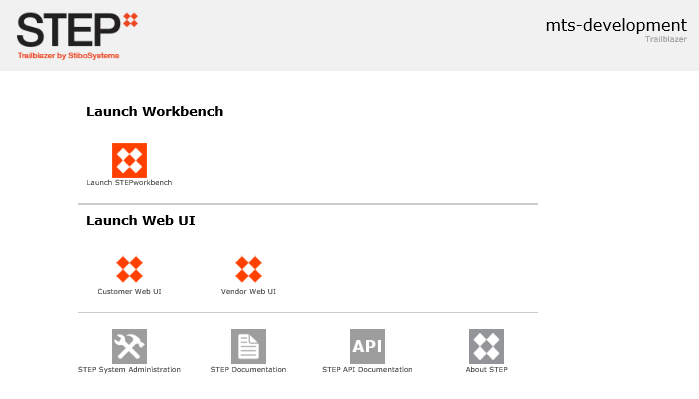 STEP
Trailblazer by StiboSystems
mts-development
Trailblazer
Launch Workbench
Launch STEPworkbench
Launch Web UI
Customer Web UI
Vendor Web UI
API
STEP System Administration
STEP Documentation
STEP API Documentation
About STEP